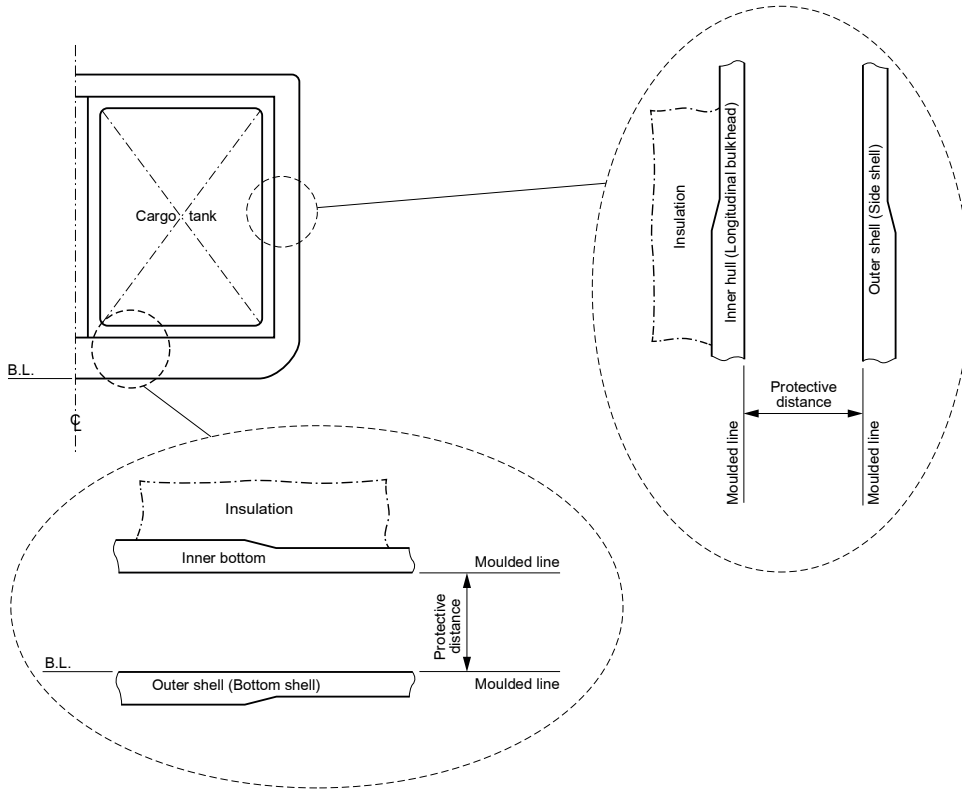 Cargo tank
B.L.
℄
Insulation
Inner hull (Longitudinal bulkhead)
Outer shell (Side shell)
Protective
distance
Moulded line
Moulded line
Insulation
Inner bottom
Moulded line
Protective
distance
B.L.
Outer shell (Bottom shell)
Moulded line